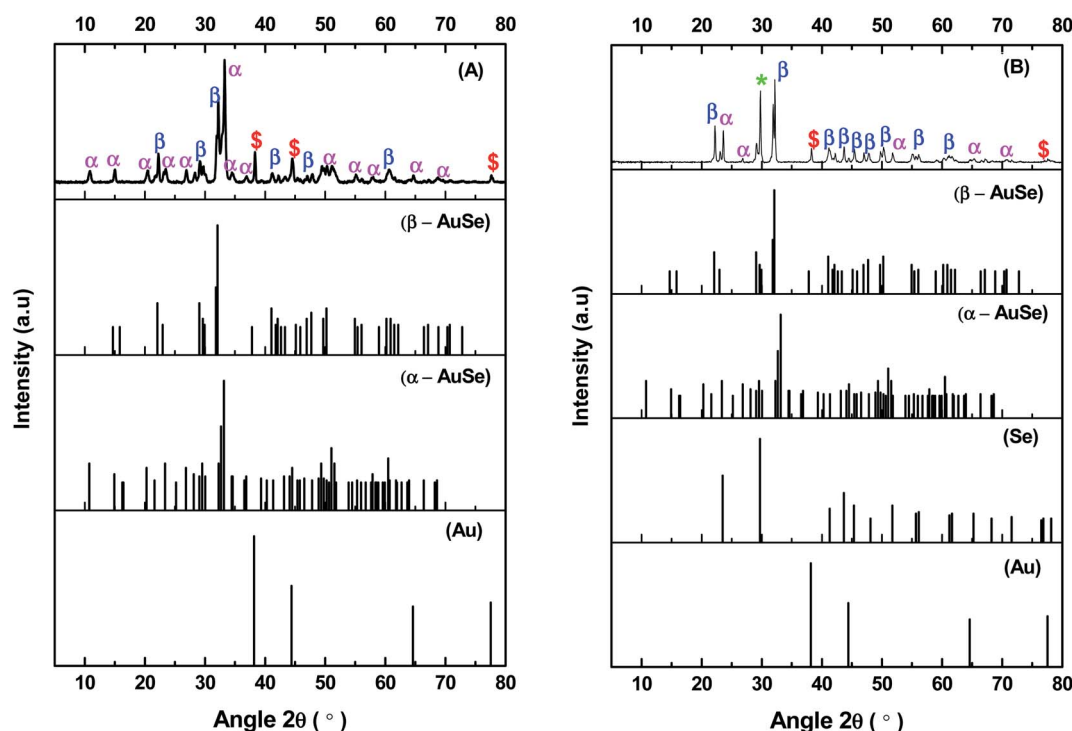 10 20 30 40 50 60 70 80
(A)
α α α β α α α β β α α α $ β $ β α α α β α α $
(β – AuSe)
(α – AuSe)
(Au)
10 20 30 40 50 60 70 80
Angle 2θ ( ° )
Intensity (a.u)
10 20 30 40 50 60 70 80
(B)
β α α * β $ β β β β β α β β α α $
(β – AuSe)
(α – AuSe)
(Se)
(Au)
10 20 30 40 50 60 70 80
Angle 2θ ( ° )
Intensity (a.u)